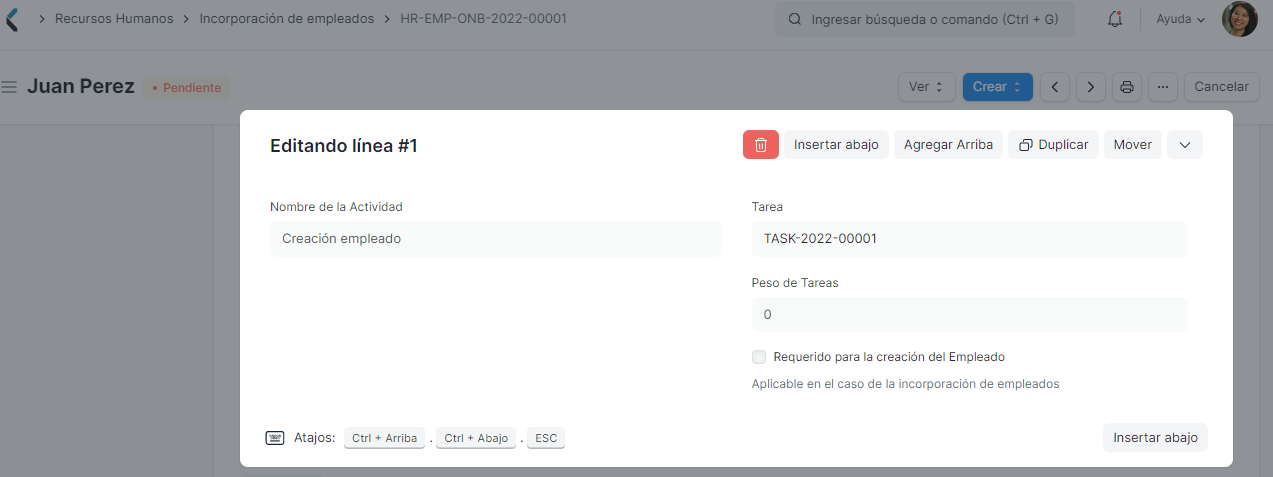 Recursos Humanos > Incorporación de empleados > HR-EMP-ONB-2022-00001
Ingresar búsqueda o comando (Ctrl + G)
Ayuda
Juan Perez
Pendiente
Ver
Crear
Cancelar
Editando línea #1
Insertar abajo
Agregar Arriba
Duplicar
Mover
Nombre de la Actividad
Creación empleado
Tarea
TASK-2022-00001
Peso de Tareas
0
Requerido para la creación del Empleado
Aplicable en el caso de la incorporación de empleados
Atajos: Ctrl + Arriba . Ctrl + Abajo . ESC
Insertar abajo